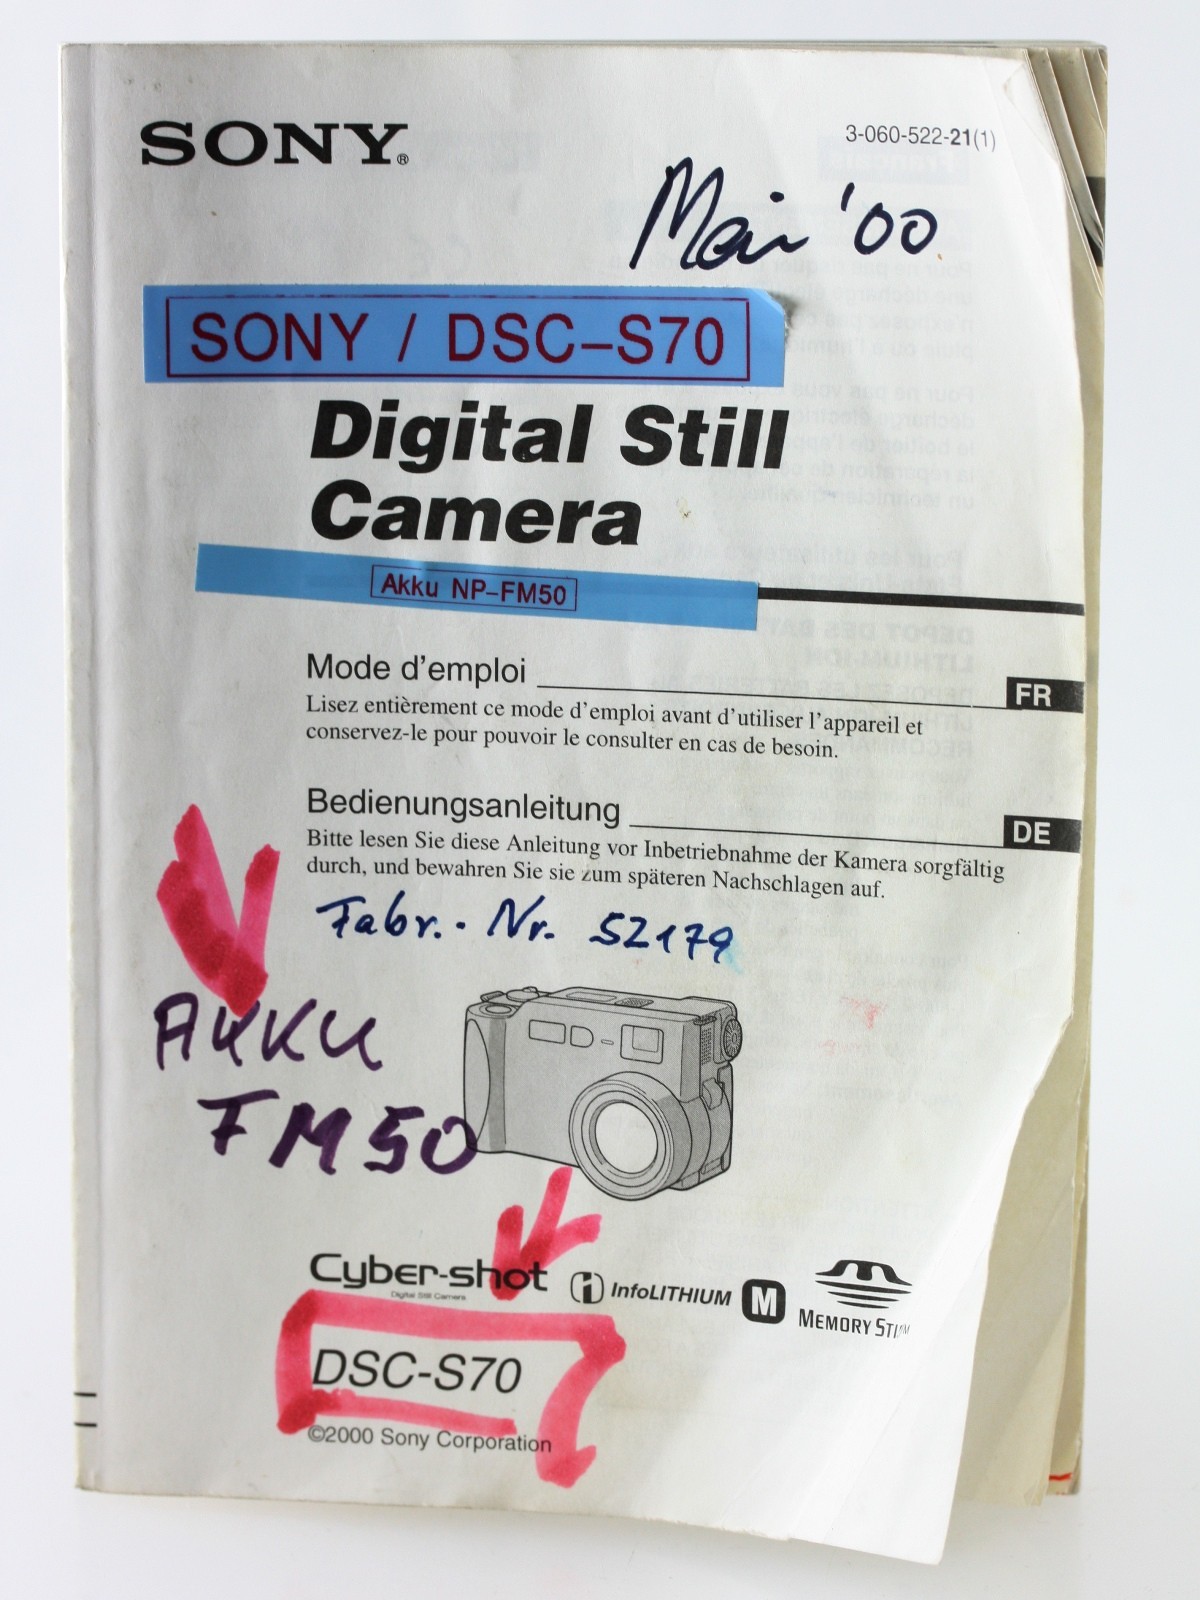 SONY®
3-060-522-21(1)
Mai '00
SONY / DSC-S70
Digital Still
Camera
Akku NP-FM50
Mode d'emploi
FR
Lisez entièrement ce mode d'emploi avant d'utiliser l'appareil et
conservez-le pour pouvoir le consulter en cas de besoin.
Bedienungsanleitung
DE
Bitte lesen Sie diese Anleitung vor Inbetriebnahme der Kamera sorgfältig
durch, und bewahren Sie sie zum späteren Nachschlagen auf.
Fabr.-Nr. 52179
AKKU
FM50
Cyber-shot
Digital Still Camera
InfoLITHIUM M
MEMORY
DSC-S70
©2000 Sony Corporation